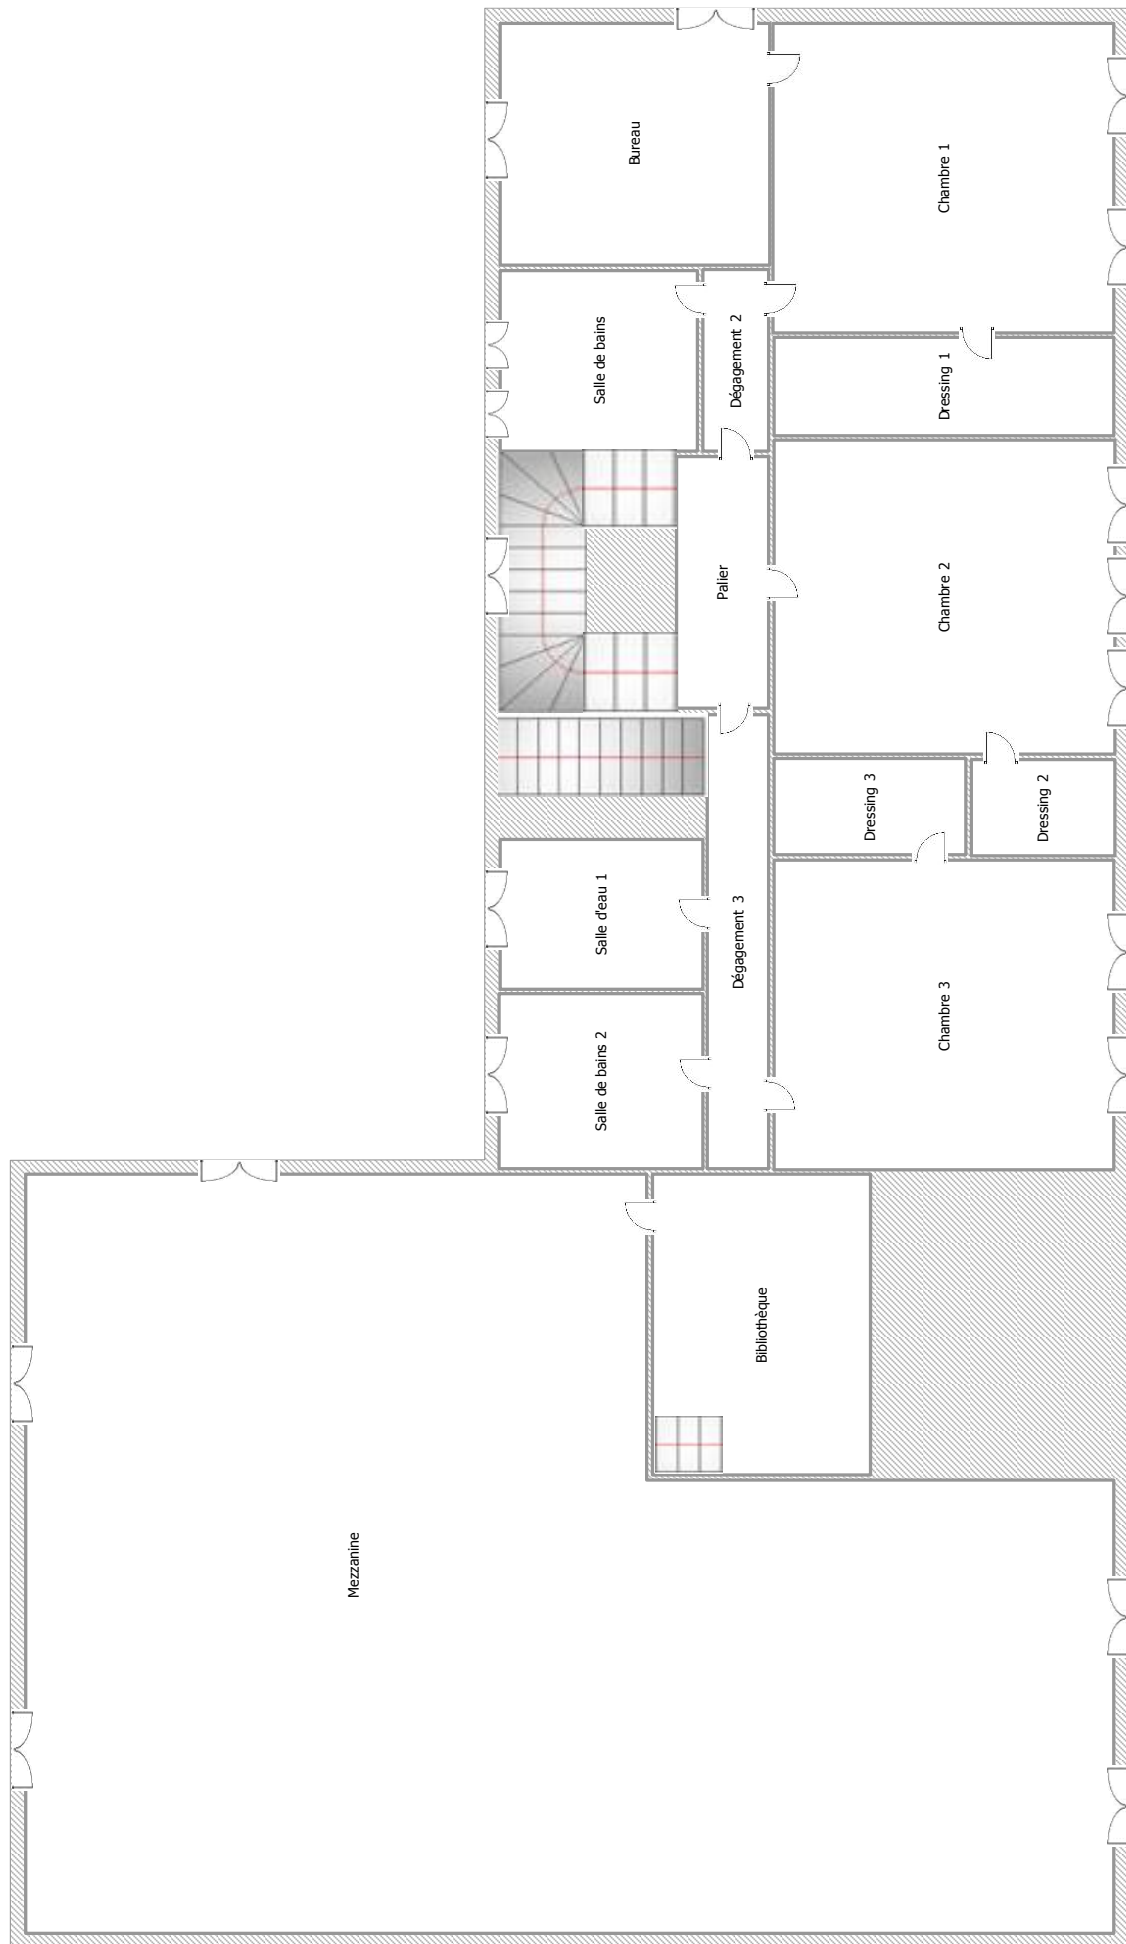 Bureau
Chambre 1
Salle de bains
Dégagement 2
Dressing 1
Palier
Chambre 2
Dressing 3
Dressing 2
Salle d'eau 1
Dégagement 3
Chambre 3
Salle de bains 2
Bibliothèque
Mezzanine